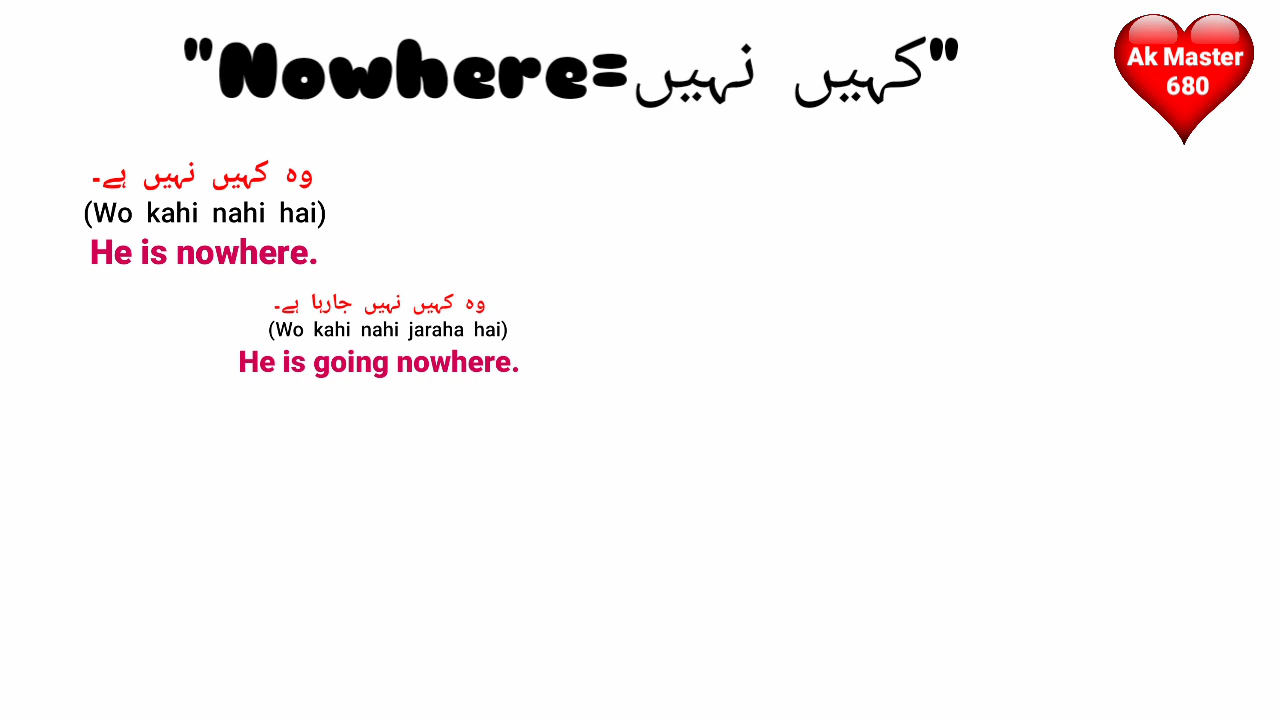 "Nowhere=کہیں نہیں"
Ak Master
680
وہ کہیں نہیں ہے۔
(Wo kahi nahi hai)
He is nowhere.
وہ کہیں نہیں جارہا ہے۔
(Wo kahi nahi jaraha hai)
He is going nowhere.